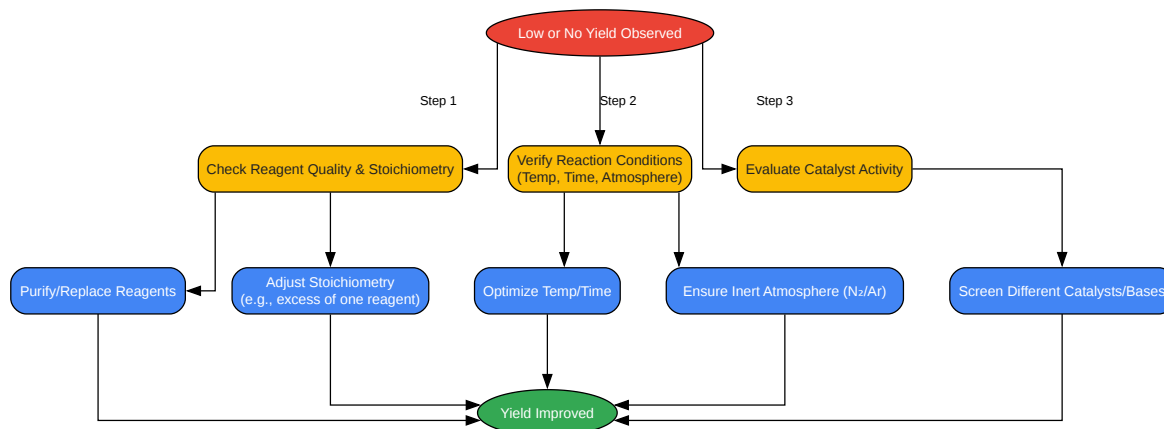 Low or No Yield Observed
Step 1
Step 2
Step 3
Check Reagent Quality & Stoichiometry
Verify Reaction Conditions
(Temp, Time, Atmosphere)
Evaluate Catalyst Activity
Purify/Replace Reagents
Adjust Stoichiometry
(e.g., excess of one reagent)
Optimize Temp/Time
Ensure Inert Atmosphere (N₂/Ar)
Screen Different Catalysts/Bases
Yield Improved